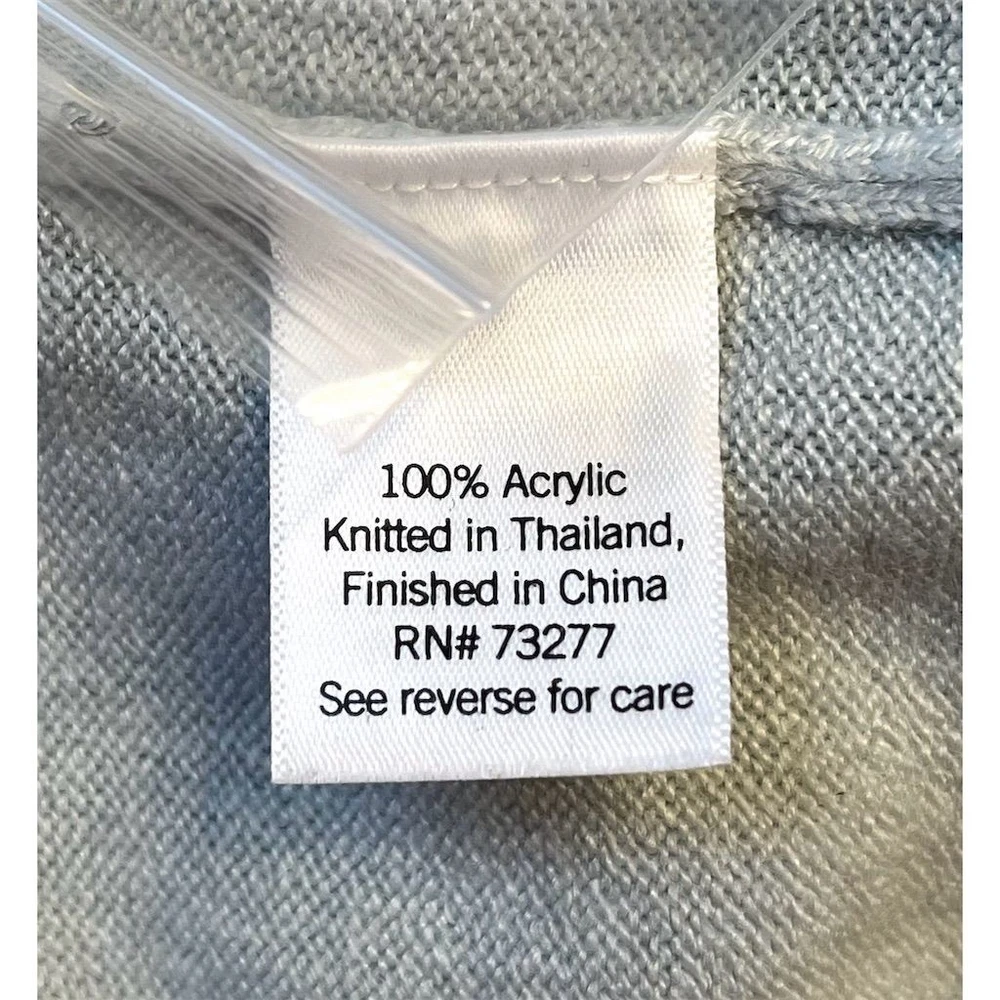 100% Acrylic
Knitted in Thailand,
Finished in China
RN# 73277
See reverse for care